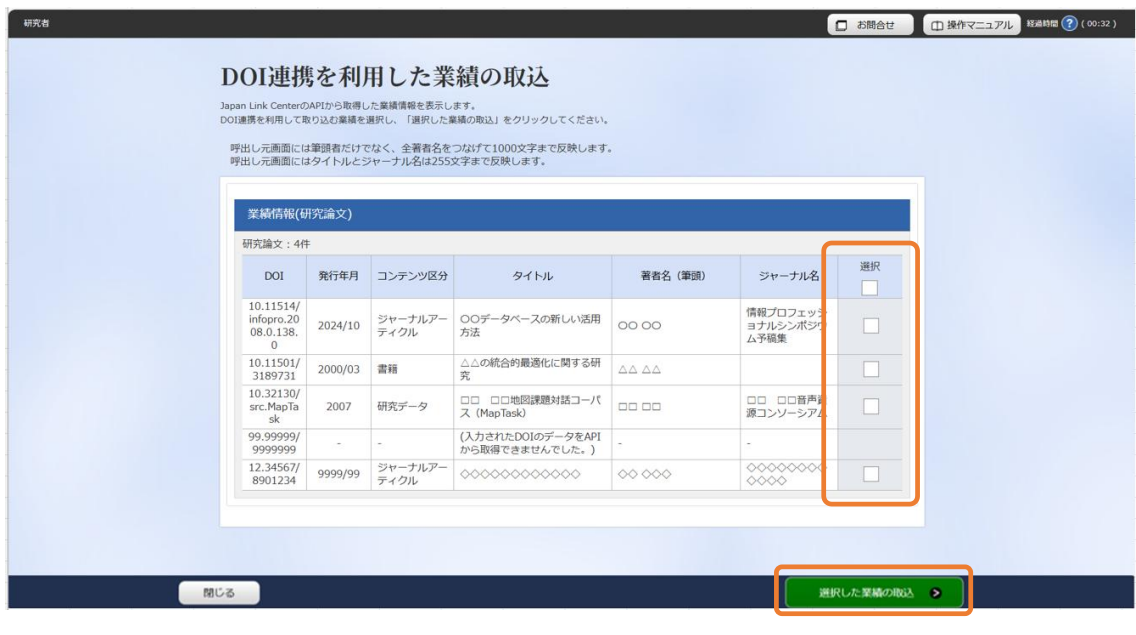 研究者
お問合せ
操作マニュアル
経過時間 ? ( 00:32 )
DOI連携を利用した業績の取込
Japan Link CenterのAPIから取得した業績情報を表示します。
DOI連携を利用して取り込む業績を選択し、「選択した業績の取込」をクリックしてください。
呼出し元画面には筆頭者だけでなく、全著者名をつなげて1000文字まで反映します。
呼出し元画面にはタイトルとジャーナル名は255文字まで反映します。
業績情報(研究論文)
研究論文：4件
DOI 発行年月 コンテンツ区分 タイトル 著者名（筆頭） ジャーナル名 選択
10.11514/
infopro.20
08.0.138.
0
2024/10
ジャーナルアー
ティクル
○○データベースの新しい活用
方法
○○ ○○
情報プロフェッシ
ョナルシンポジウ
ム予稿集
10.11501/
3189731
2000/03
書籍
△△の統合的最適化に関する研
究
△△ △△
10.32130/
src.MapTa
sk
2007
研究データ
□□　□□地図課題対話コーパ
ス（MapTask）
□□ □□
□□　□□音声資
源コンソーシアム
99.99999/
9999999
-
-
(入力されたDOIのデータをAPI
から取得できませんでした。)
-
-
12.34567/
8901234
9999/99
ジャーナルアー
ティクル
◇◇◇◇◇◇◇◇◇◇◇◇
◇◇ ◇◇◇
◇◇◇◇◇◇◇◇
◇◇◇◇
閉じる
選択した業績の取込